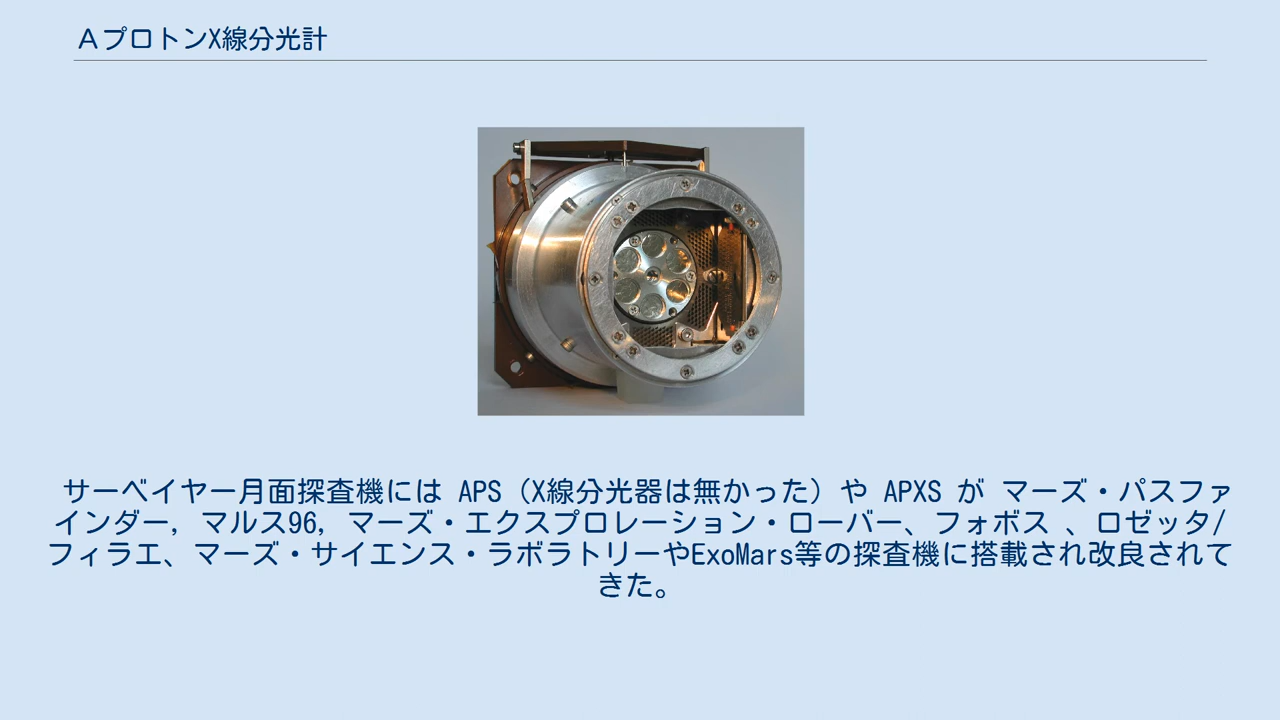 AプロトンX線分光計
サーベイヤー月面探査機には APS（X線分光器は無かった）や APXS が マーズ・パスファ
インダー, マルス96, マーズ・エクスプロレーション・ローバー、フォボス 、ロゼッタ/
フィラエ、マーズ・サイエンス・ラボラトリーやExoMars等の探査機に搭載され改良されて
きた。